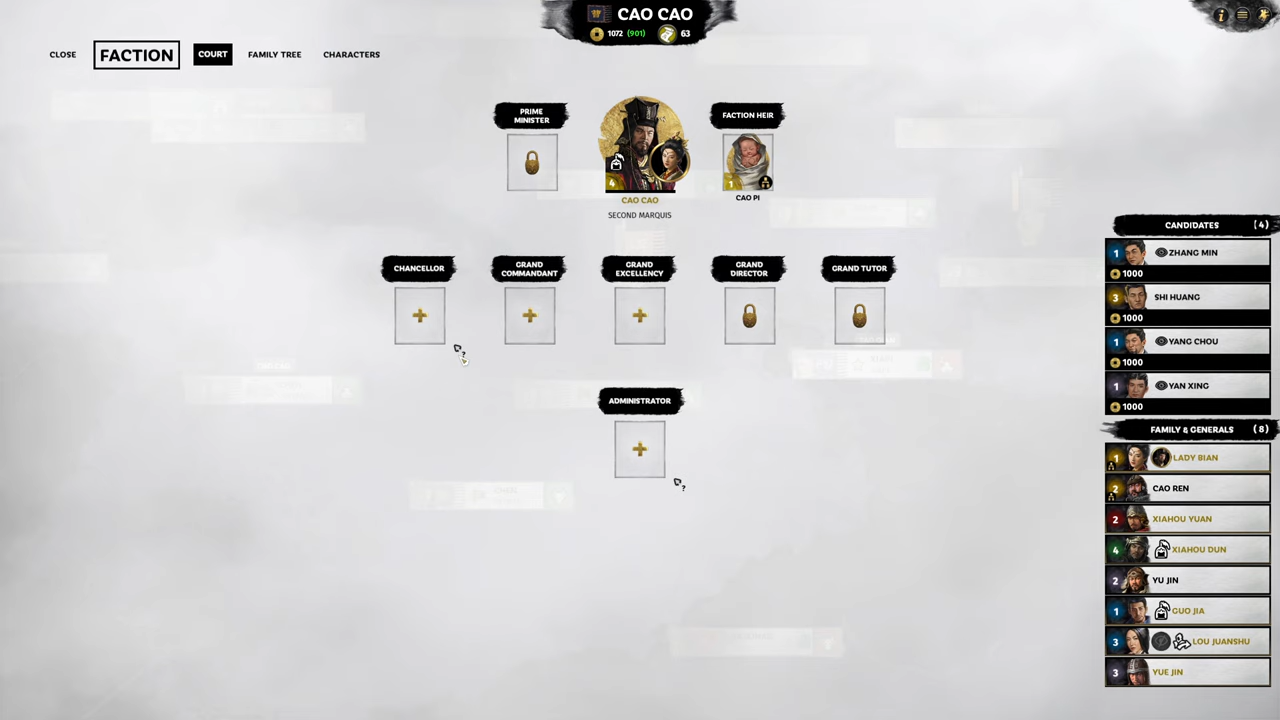 CAO CAO
1072 (901) 63
CLOSE FACTION COURT FAMILY TREE CHARACTERS
PRIME
MINISTER
FACTION HEIR
4
1
CAO CAO
CAO PI
SECOND MARQUIS
CHANCELLOR
GRAND
COMMANDANT
GRAND
EXCELLENCY
GRAND
DIRECTOR
GRAND TUTOR
?
ADMINISTRATOR
?
CANDIDATES (4)
1 ZHANG MIN
1000
3 SHI HUANG
1000
1 YANG CHOU
1000
1 YAN XING
1000
FAMILY & GENERALS (8)
1 LADY BIAN
2 CAO REN
2 XIAHOU YUAN
4 XIAHOU DUN
2 YU JIN
1 GUO JIA
3 LOU JUANSHU
3 YUE JIN